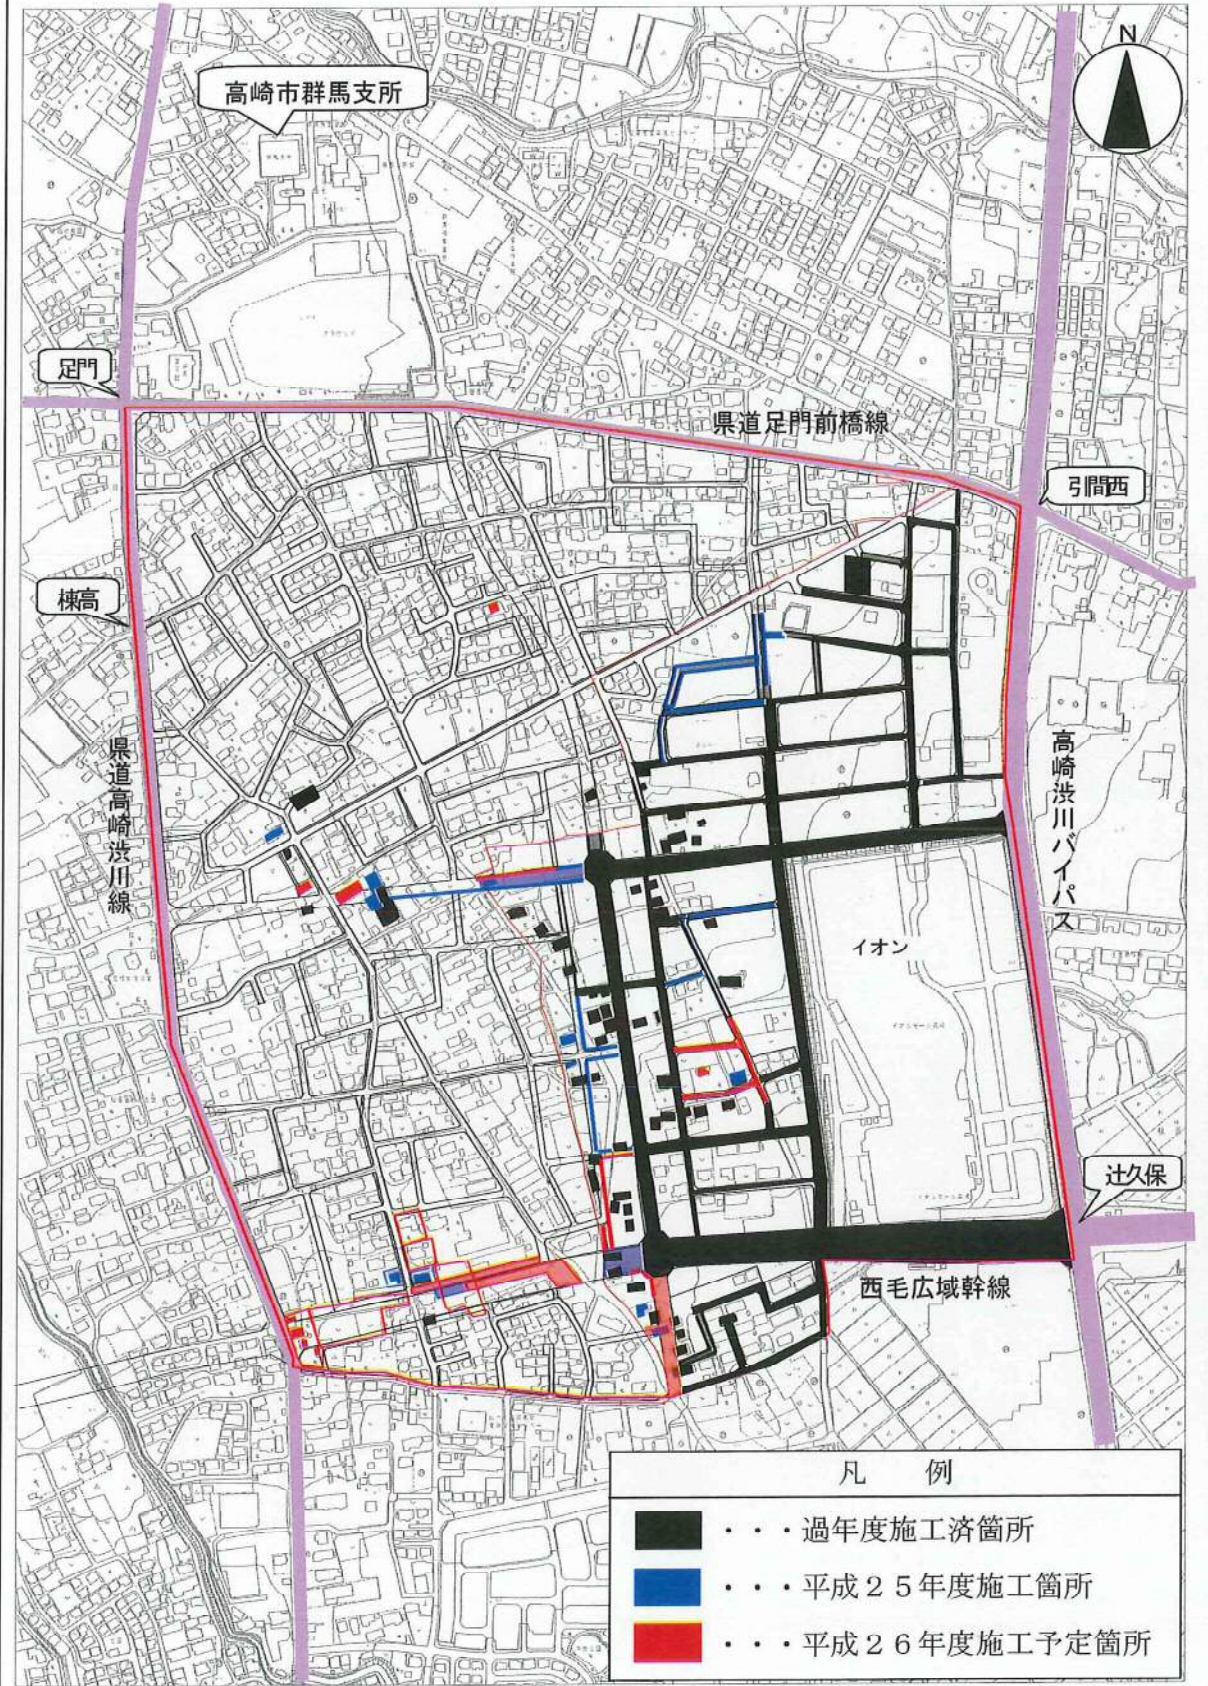 N
高崎市群馬支所
足門
県道足門前橋線
引間西
棟高
県道高崎渋川線
高崎渋川バイパス
イオン
辻久保
西毛広域幹線
凡 例
・・・過年度施工済箇所
・・・平成25年度施工箇所
・・・平成26年度施工予定箇所